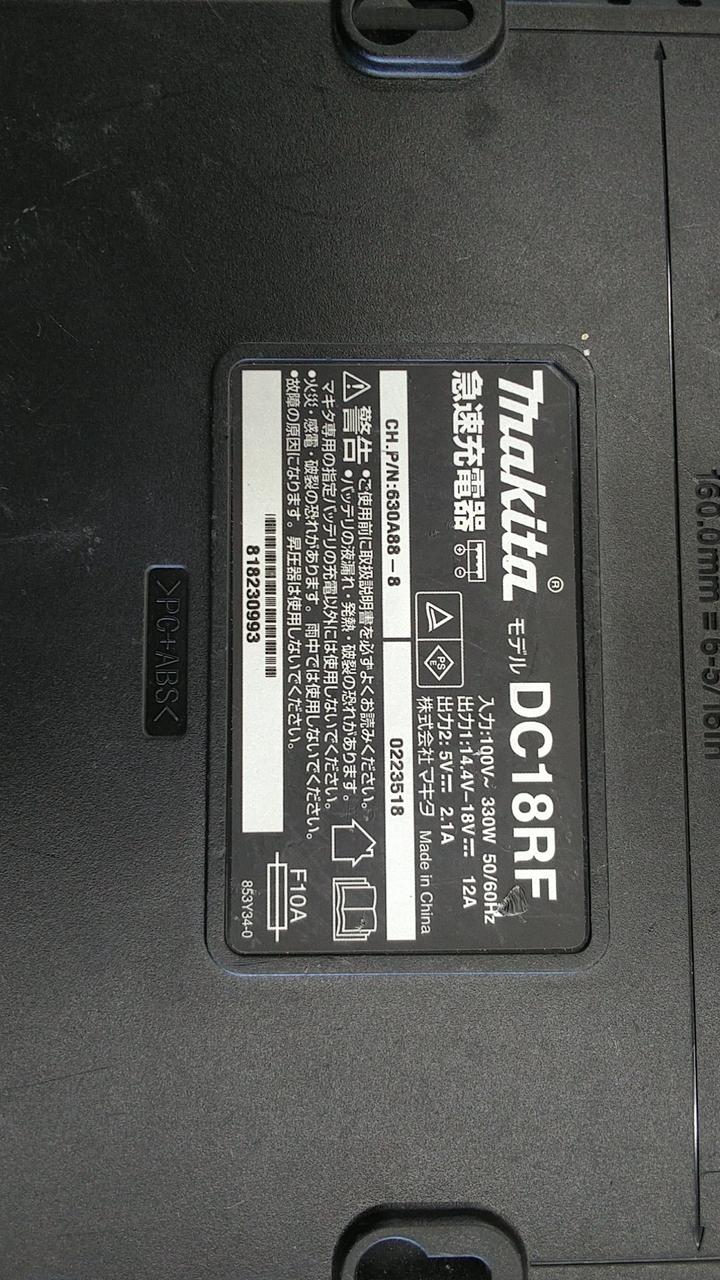 makita® モデル DC18RF
急速充電器
入力:100V~ 330W 50/60Hz
出力1:14.4V-18V⎓ 12A
出力2: 5V⎓ 2.1A
株式会社マキタ Made in China
PS
E
CH.P/N:630A88-8 0223518
警告
•ご使用前に取扱説明書を必ずよくお読みください。
•バッテリの液漏れ・発熱・破裂の恐れがあります。
マキタ専用の指定バッテリの充電以外には使用しないでください。
•火災・感電・破裂の恐れがあります。雨中では使用しないでください。
•故障の原因になります。昇圧器は使用しないでください。
818230993
F10A
853Y34-0
>PC+ABS<
160.0mm = 6-5/16in